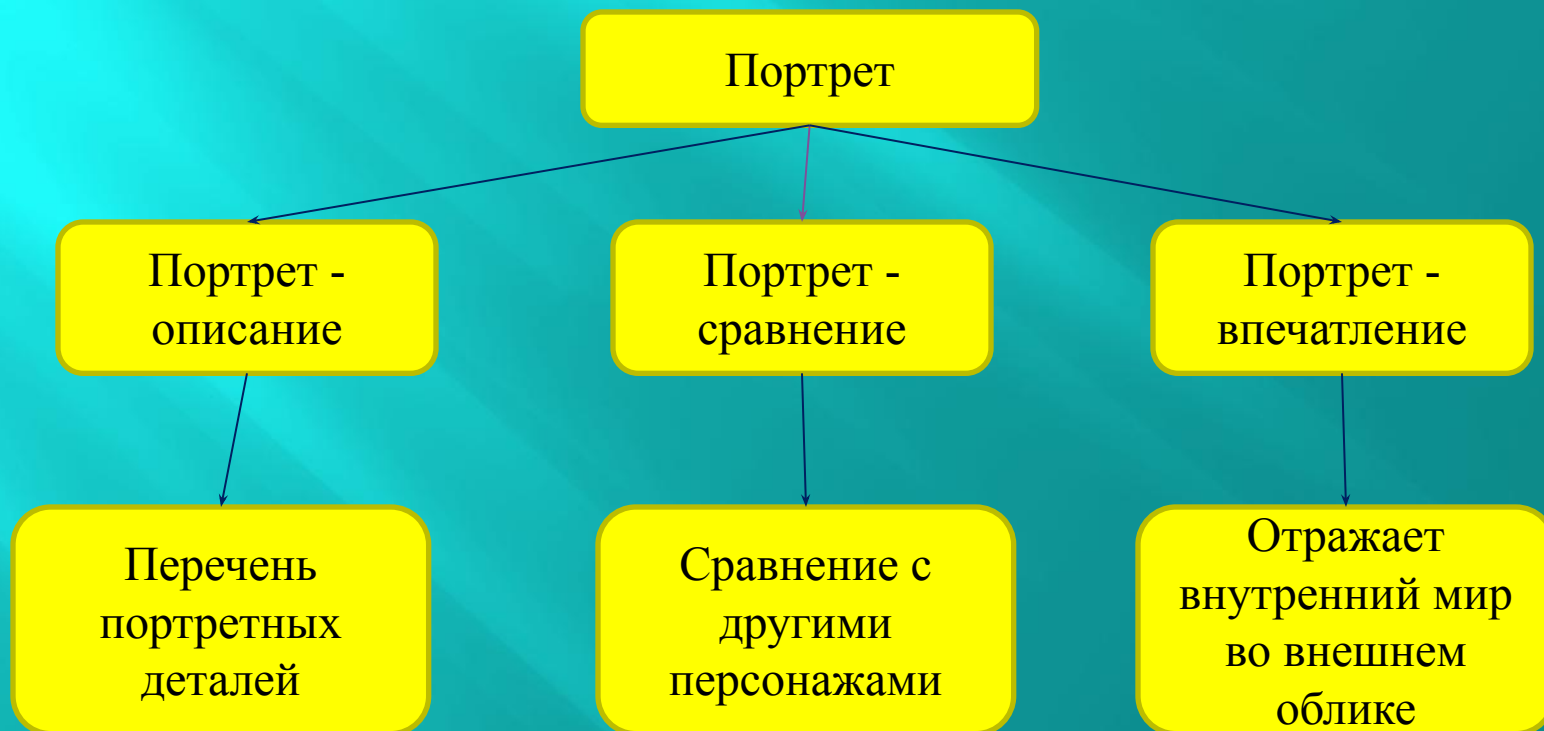 Портрет
Портрет -
описание
Портрет -
сравнение
Портрет -
впечатление
Перечень
портретных
деталей
Сравнение с
другими
персонажами
Отражает
внутренний мир
во внешнем
облике